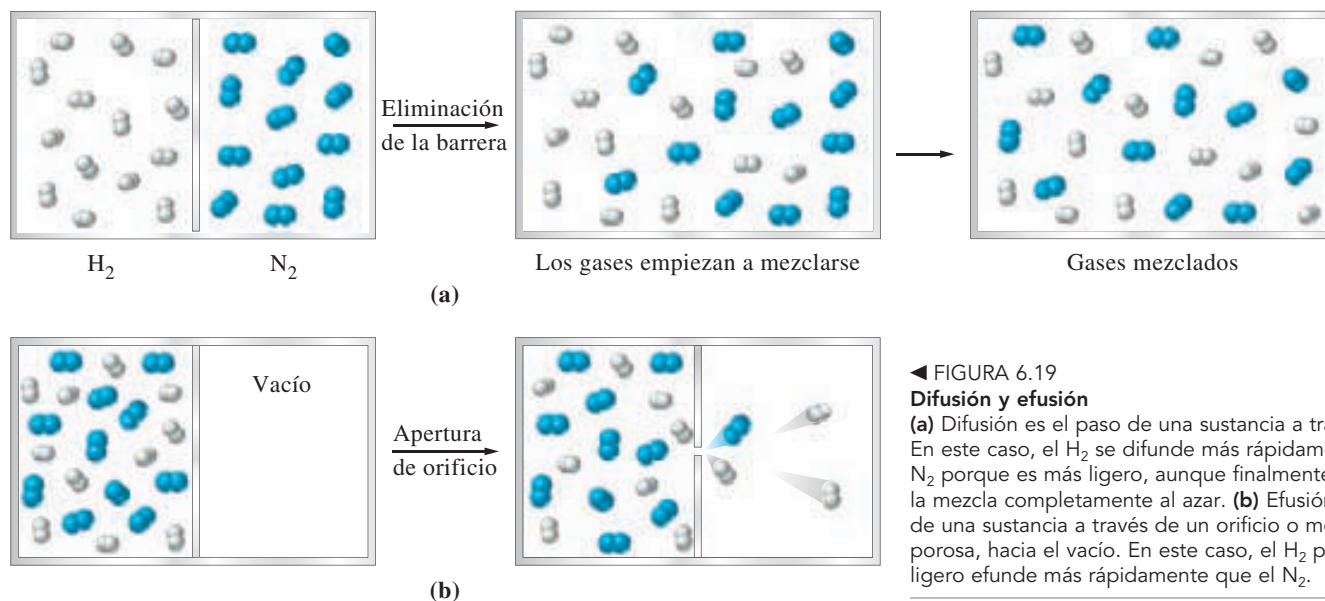 Eliminación
de la barrera
H₂
N₂
Los gases empiezan a mezclarse
Gases mezclados
(a)
Vacío
Apertura
de orificio
(b)
◄ FIGURA 6.19
Difusión y efusión
(a) Difusión es el paso de una sustancia a
En este caso, el H₂ se difunde más
N₂ porque es más ligero, aunque finalmente
la mezcla completamente al azar. (b) Efusión
de una sustancia a través de un orificio o
porosa, hacia el vacío. En este caso, el H₂
ligero efunde más rápidamente que el N₂.